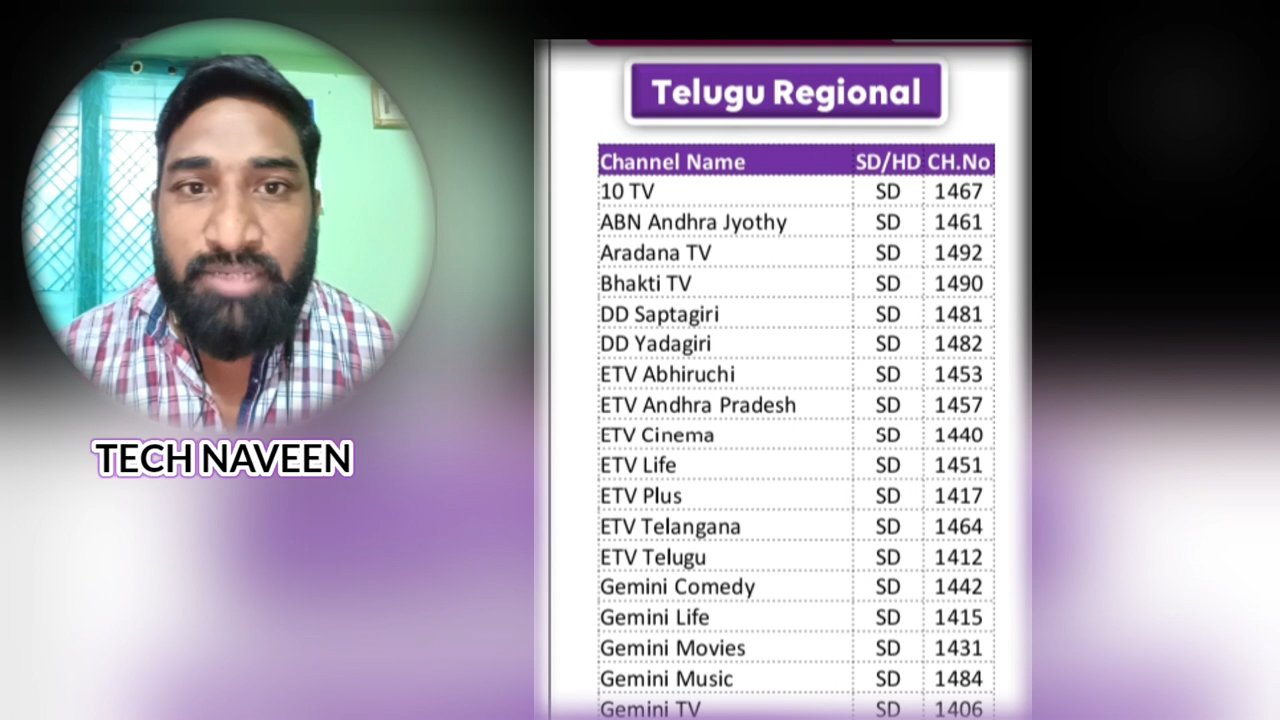 TECH NAVEEN
Telugu Regional
Channel Name SD/HD CH.No
10 TV SD 1467
ABN Andhra Jyothy SD 1461
Aradana TV SD 1492
Bhakti TV SD 1490
DD Saptagiri SD 1481
DD Yadagiri SD 1482
ETV Abhiruchi SD 1453
ETV Andhra Pradesh SD 1457
ETV Cinema SD 1440
ETV Life SD 1451
ETV Plus SD 1417
ETV Telangana SD 1464
ETV Telugu SD 1412
Gemini Comedy SD 1442
Gemini Life SD 1415
Gemini Movies SD 1431
Gemini Music SD 1484
Gemini TV SD 1406